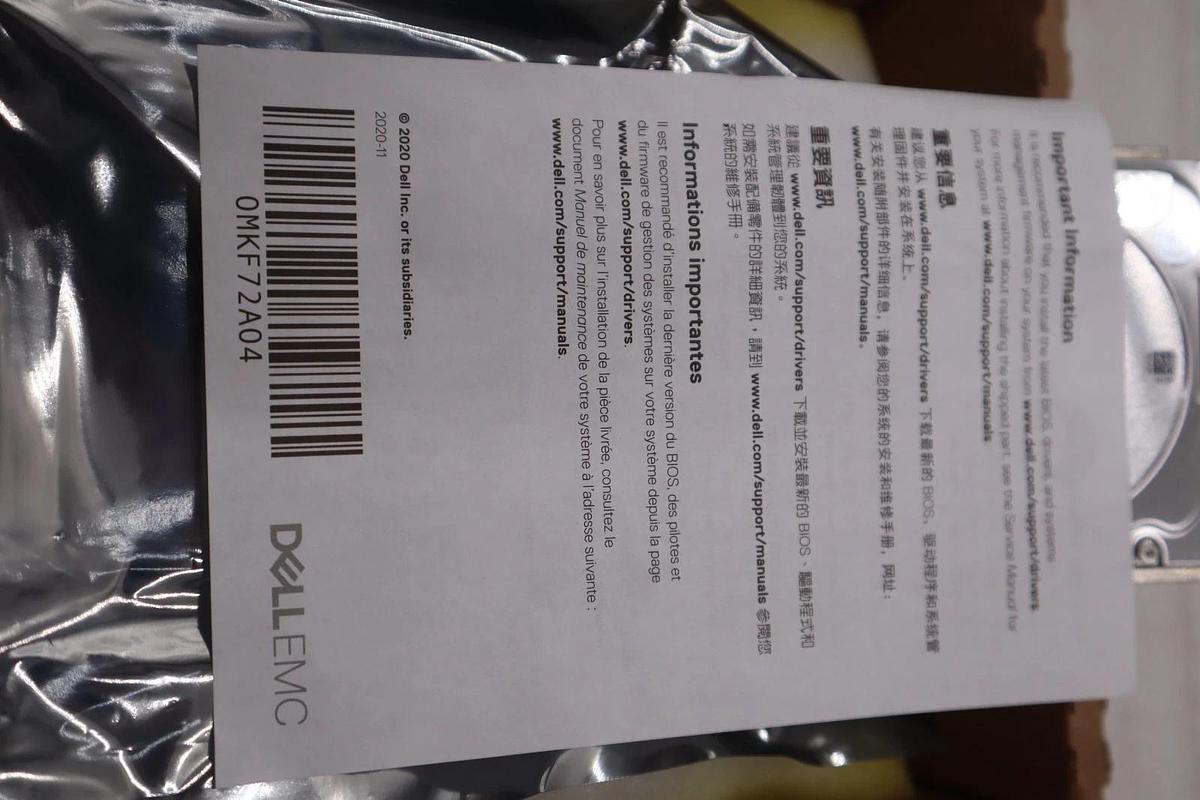 Important Information
It is recommended that you install the latest BIOS, drivers, and systems
management firmware on your system from www.dell.com/support/drivers.
For more information about installing the shipped part, see the Service Manual for
your system at www.dell.com/support/manuals
重要信息
建议您从 www.dell.com/support/drivers 下载最新的 BIOS、驱动程序和系统管
理固件并安装在系统上。
有关安装随附部件的详细信息，请参阅您的系统的安装和维修手册，网址：
www.dell.com/support/manuals。
重要資訊
建議從 www.dell.com/support/drivers 下載並安裝最新的 BIOS、驅動程式和
系統管理韌體到您的系統。
如需安裝配備零件的詳細資訊，請到 www.dell.com/support/manuals 參閱您
系統的維修手冊。
Informations importantes
Il est recommandé d'installer la dernière version du BIOS, des pilotes et
du firmware de gestion des systèmes sur votre système depuis la page
www.dell.com/support/drivers.
Pour en savoir plus sur l'installation de la pièce livrée, consultez le
document Manuel de maintenance de votre système à l'adresse suivante :
www.dell.com/support/manuals.
© 2020 Dell Inc. or its subsidiaries.
2020-11
0MKF72A04
DELLEMC